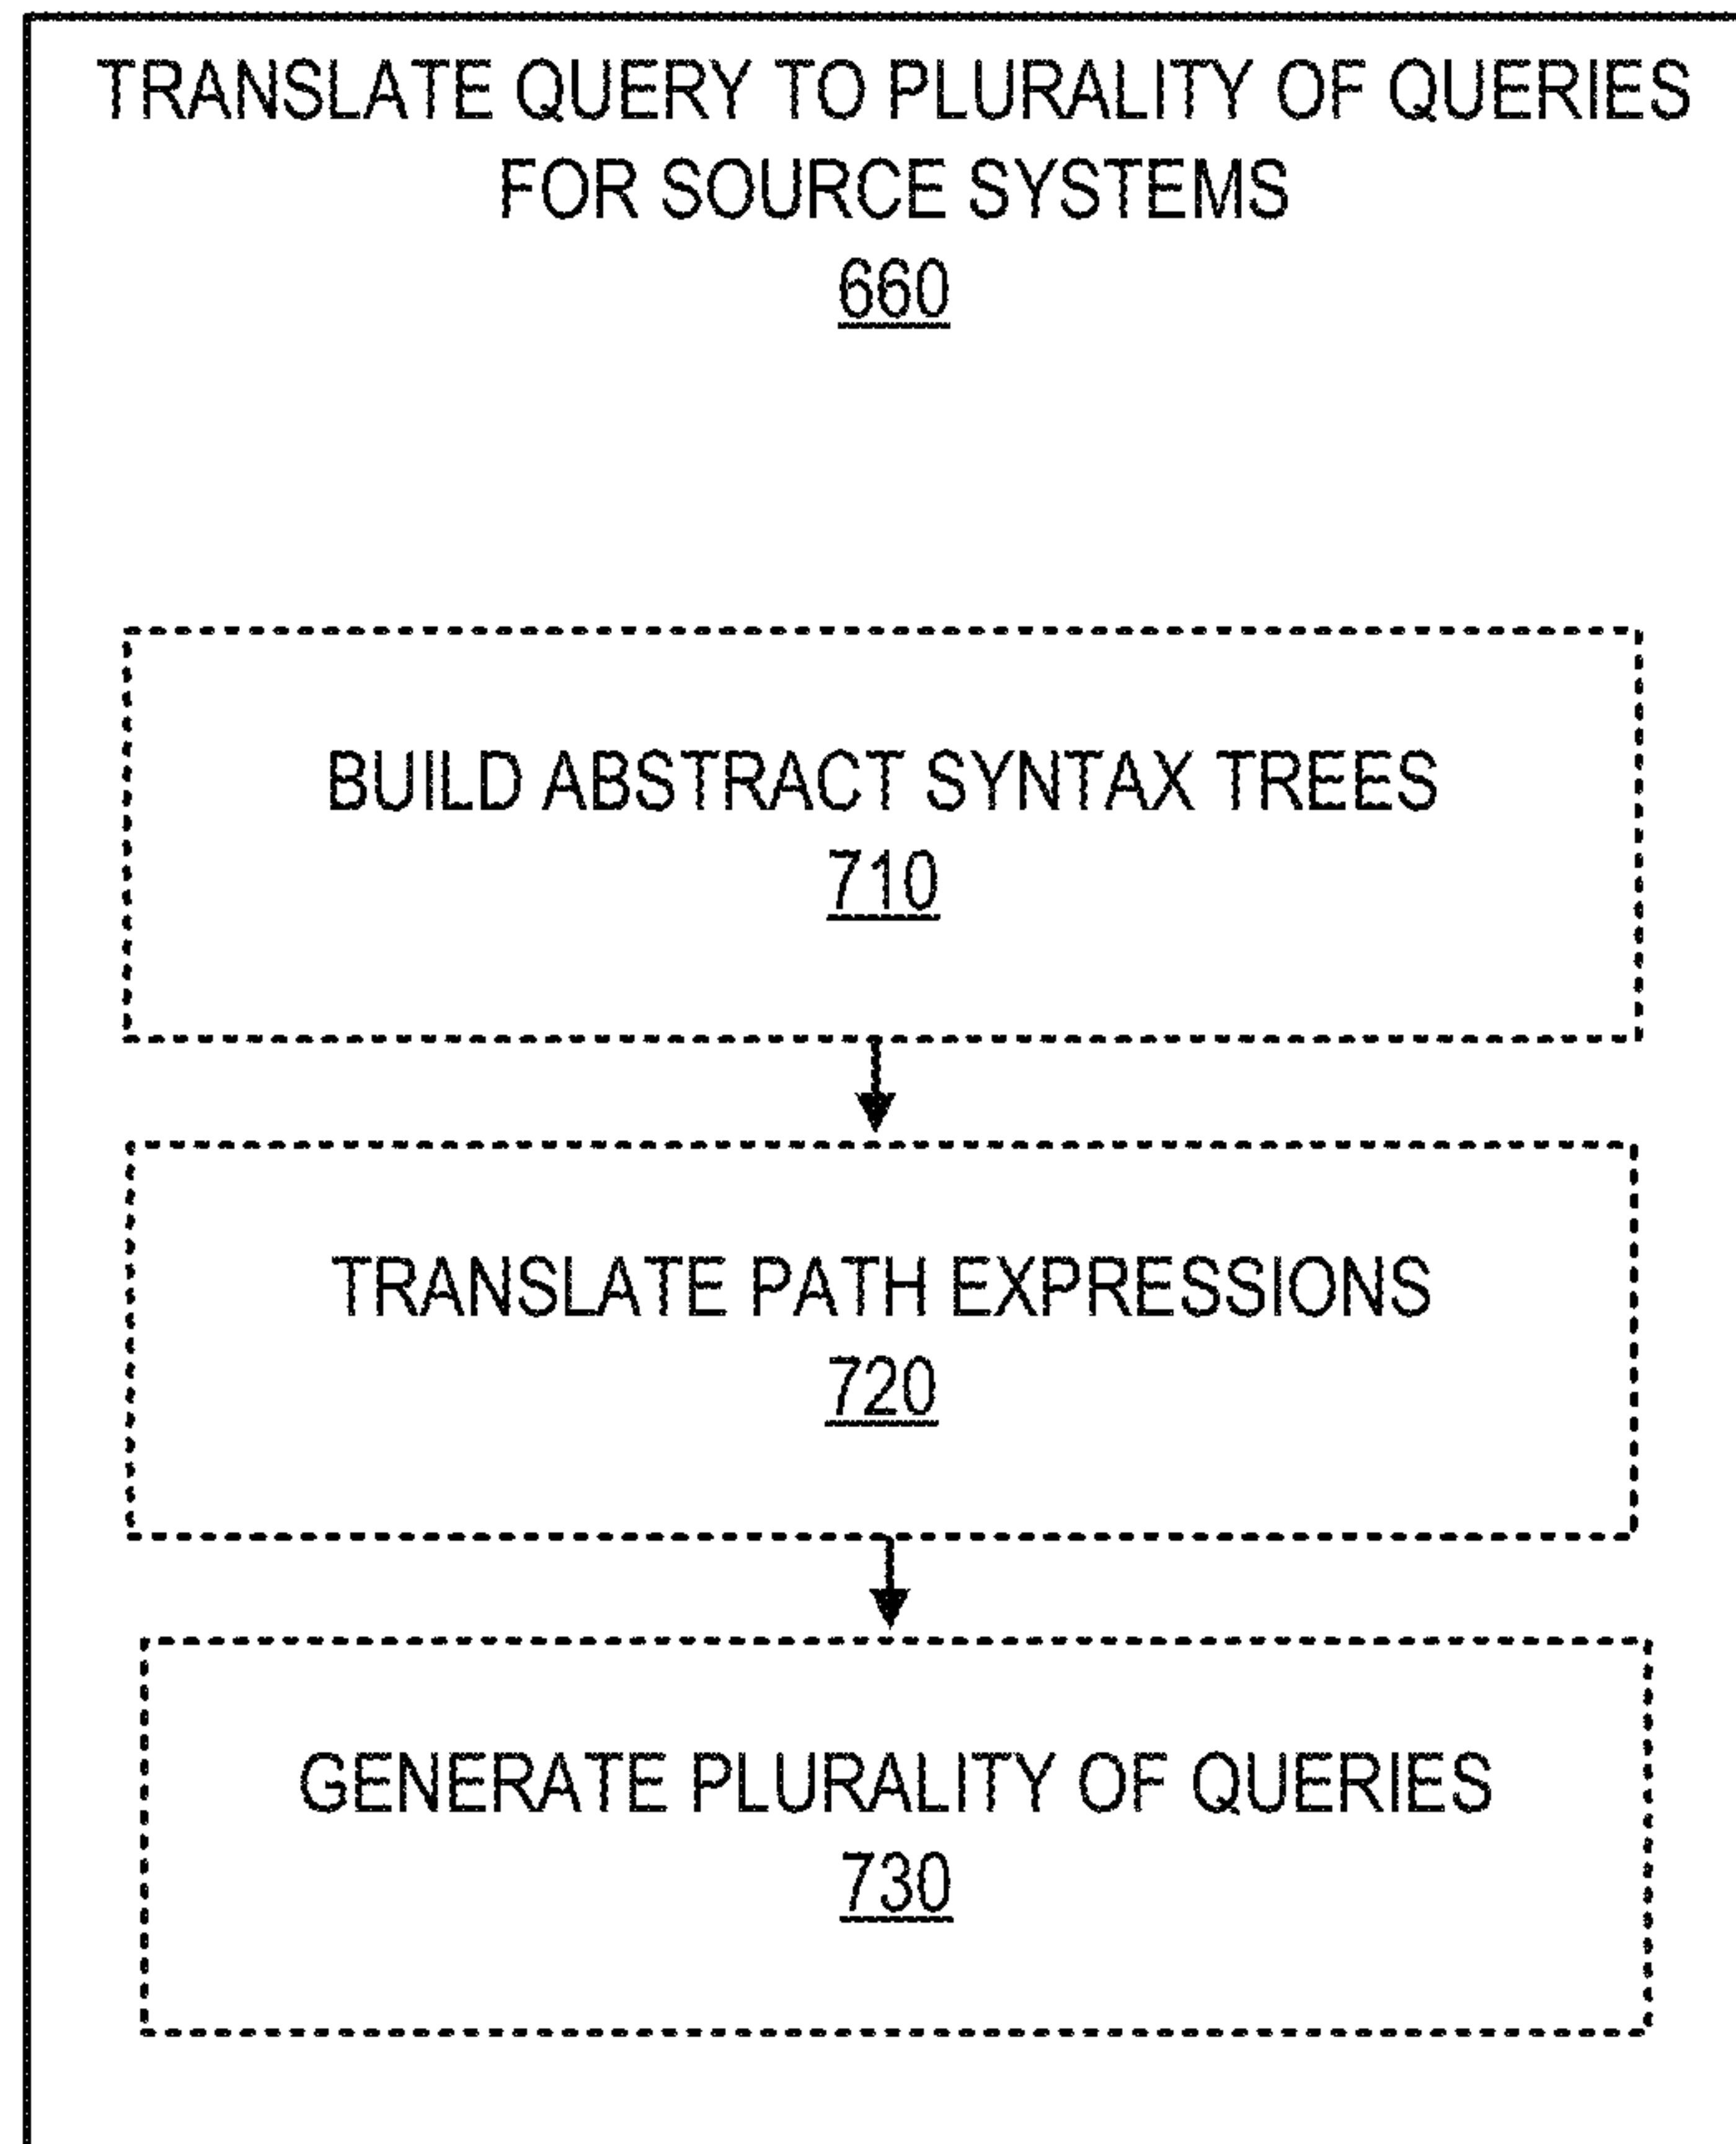 TRANSLATE QUERY TO PLURALITY OF QUERIES
FOR SOURCE SYSTEMS
660
BUILD ABSTRACT SYNTAX TREES
710
TRANSLATE PATH EXPRESSIONS
720
GENERATE PLURALITY OF QUERIES
730